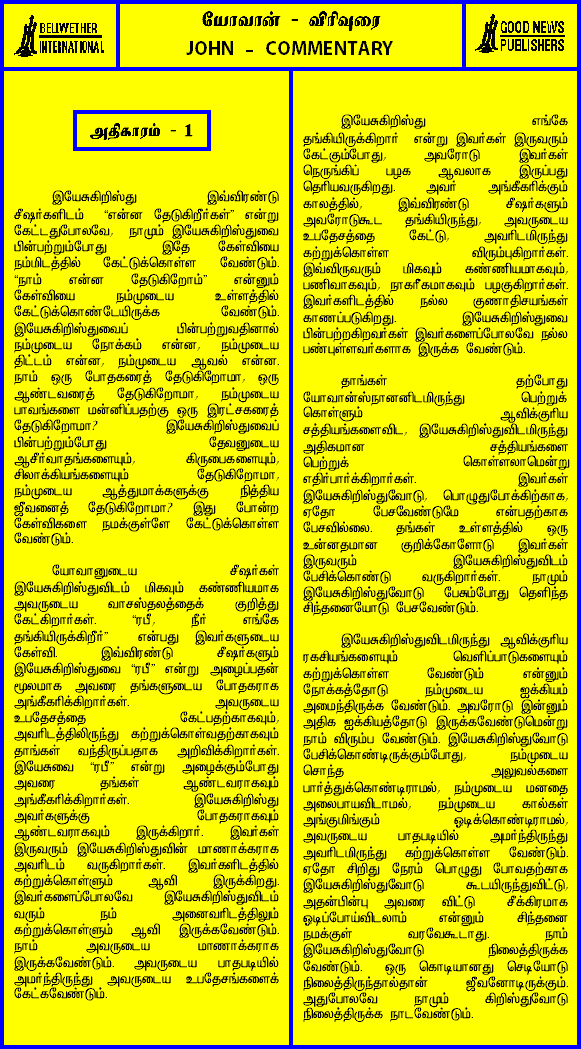 BELWETHER
INTERNATIONAL
யோவான் - விரிவுரை
JOHN - COMMENTARY
GOOD NEWS
PUBLISHERS
அதிகாரம் - 1
இயேசுகிறிஸ்து இவ்விரண்டு
சீஷர்களிடம் “என்ன தேடுகிறீர்கள்” என்று
கேட்டதுபோலவே, நாமும் இயேசுகிறிஸ்துவை
பின்பற்றும்போது இதே கேள்வியை
நம்மிடத்தில் கேட்டுக்கொள்ள வேண்டும்.
“நாம் என்ன தேடுகிறோம்” என்னும்
கேள்வியை நம்முடைய உள்ளத்தில்
கேட்டுக்கொண்டேயிருக்க வேண்டும்.
இயேசுகிறிஸ்துவைப் பின்பற்றுவதினால்
நம்முடைய நோக்கம் என்ன, நம்முடைய
திட்டம் என்ன, நம்முடைய ஆவல் என்ன.
நாம் ஒரு போதகரைத் தேடுகிறோமா, ஒரு
ஆண்டவரைத் தேடுகிறோமா, நம்முடைய
பாவங்களை மன்னிப்பதற்கு ஒரு இரட்சகரைத்
தேடுகிறோமா? இயேசுகிறிஸ்துவைப்
பின்பற்றும்போது தேவனுடைய
ஆசீர்வாதங்களையும், கிருபைகளையும்,
சிலாக்கியங்களையும் தேடுகிறோமா,
நம்முடைய ஆத்துமாக்களுக்கு நித்திய
ஜீவனைத் தேடுகிறோமா? இது போன்ற
கேள்விகளை நமக்குள்ளே கேட்டுக்கொள்ள
வேண்டும்.
யோவானுடைய சீஷர்கள்
இயேசுகிறிஸ்துவிடம் மிகவும் கண்ணியமாக
அவருடைய வாசஸ்தலத்தைக் குறித்து
கேட்கிறார்கள். “ரபீ, நீர் எங்கே
தங்கியிருக்கிறீர்” என்பது இவர்களுடைய
கேள்வி. இவ்விரண்டு சீஷர்களும்
இயேசுகிறிஸ்துவை “ரபீ” என்று அழைப்பதன்
மூலமாக அவரை தங்களுடைய போதகராக
அங்கீகரிக்கிறார்கள். அவருடைய
உபதேசத்தை கேட்பதற்காகவும்,
அவரிடத்திலிருந்து கற்றுக்கொள்வதற்காகவும்
தாங்கள் வந்திருப்பதாக அறிவிக்கிறார்கள்.
இயேசுவை “ரபீ” என்று அழைக்கும்போது
அவரை தங்கள் ஆண்டவராகவும்
அங்கீகரிக்கிறார்கள். இயேசுகிறிஸ்து
அவர்களுக்கு போதகராகவும்
ஆண்டவராகவும் இருக்கிறார். இவர்கள்
இருவரும் இயேசுகிறிஸ்துவின் மாணாக்கராக
அவரிடம் வருகிறார்கள். இவர்களிடத்தில்
கற்றுக்கொள்ளும் ஆவி இருக்கிறது.
இவர்களைப்போலவே இயேசுகிறிஸ்துவிடம்
வரும் நம் அனைவரிடத்திலும்
கற்றுக்கொள்ளும் ஆவி இருக்கவேண்டும்.
நாம் அவருடைய மாணாக்கராக
இருக்கவேண்டும். அவருடைய பாதபடியில்
அமர்ந்திருந்து அவருடைய உபதேசங்களைக்
கேட்கவேண்டும்.
இயேசுகிறிஸ்து எங்கே
தங்கியிருக்கிறார் என்று இவர்கள் இருவரும்
கேட்கும்போது, அவரோடு இவர்கள்
நெருங்கிப் பழக ஆவலாக இருப்பது
தெரியவருகிறது. அவர் அங்கீகரிக்கும்
காலத்தில், இவ்விரண்டு சீஷர்களும்
அவரோடுகூட தங்கியிருந்து, அவருடைய
உபதேசத்தை கேட்டு, அவரிடமிருந்து
கற்றுக்கொள்ள விரும்புகிறார்கள்.
இவ்விருவரும் மிகவும் கண்ணியமாகவும்,
பணிவாகவும், நாகரீகமாகவும் பழகுகிறார்கள்.
இவர்களிடத்தில் நல்ல குணாதிசயங்கள்
காணப்படுகிறது. இயேசுகிறிஸ்துவை
பின்பற்றகிறவர்கள் இவர்களைப்போலவே நல்ல
பண்புள்ளவர்களாக இருக்க வேண்டும்.
தாங்கள் தற்போது
யோவான்ஸ்நானனிடமிருந்து பெற்றுக்
கொள்ளும் ஆவிக்குரிய
சத்தியங்களைவிட, இயேசுகிறிஸ்துவிடமிருந்து
அதிகமான சத்தியங்களை
பெற்றுக் கொள்ளலாமென்று
எதிர்பார்க்கிறார்கள். இவர்கள்
இயேசுகிறிஸ்துவோடு, பொழுதுபோக்கிற்காக,
ஏதோ பேசவேண்டுமே என்பதற்காக
பேசவில்லை. தங்கள் உள்ளத்தில் ஒரு
உன்னதமான குறிக்கோளோடு இவர்கள்
இருவரும் இயேசுகிறிஸ்துவிடம்
பேசிக்கொண்டு வருகிறார்கள். நாமும்
இயேசுகிறிஸ்துவோடு பேசும்போது தெளிந்த
சிந்தனையோடு பேசவேண்டும்.
இயேசுகிறிஸ்துவிடமிருந்து ஆவிக்குரிய
ரகசியங்களையும் வெளிப்பாடுகளையும்
கற்றுக்கொள்ள வேண்டும் என்னும்
நோக்கத்தோடு நம்முடைய ஐக்கியம்
அமைந்திருக்க வேண்டும். அவரோடு இன்னும்
அதிக ஐக்கியத்தோடு இருக்கவேண்டுமென்று
நாம் விரும்ப வேண்டும். இயேசுகிறிஸ்துவோடு
பேசிக்கொண்டிருக்கும்போது, நம்முடைய
சொந்த அலுவல்களை
பார்த்துக்கொண்டிராமல், நம்முடைய மனதை
அலைபாயவிடாமல், நம்முடைய கால்கள்
அங்குமிங்கும் ஓடிக்கொண்டிராமல்,
அவருடைய பாதபடியில் அமர்ந்திருந்து
அவரிடமிருந்து கற்றுக்கொள்ள வேண்டும்.
ஏதோ சிறிது நேரம் பொழுது போவதற்காக
இயேசுகிறிஸ்துவோடு கூடயிருந்துவிட்டு,
அதன்பின்பு அவரை விட்டு சீக்கிரமாக
ஓடிப்போய்விடலாம் என்னும் சிந்தனை
நமக்குள் வரவேகூடாது. நாம்
இயேசுகிறிஸ்துவோடு நிலைத்திருக்க
வேண்டும். ஒரு கொடியானது செடியோடு
நிலைத்திருந்தால்தான் ஜீவனோடிருக்கும்.
அதுபோலவே நாமும் கிறிஸ்துவோடு
நிலைத்திருக்க நாடவேண்டும்.